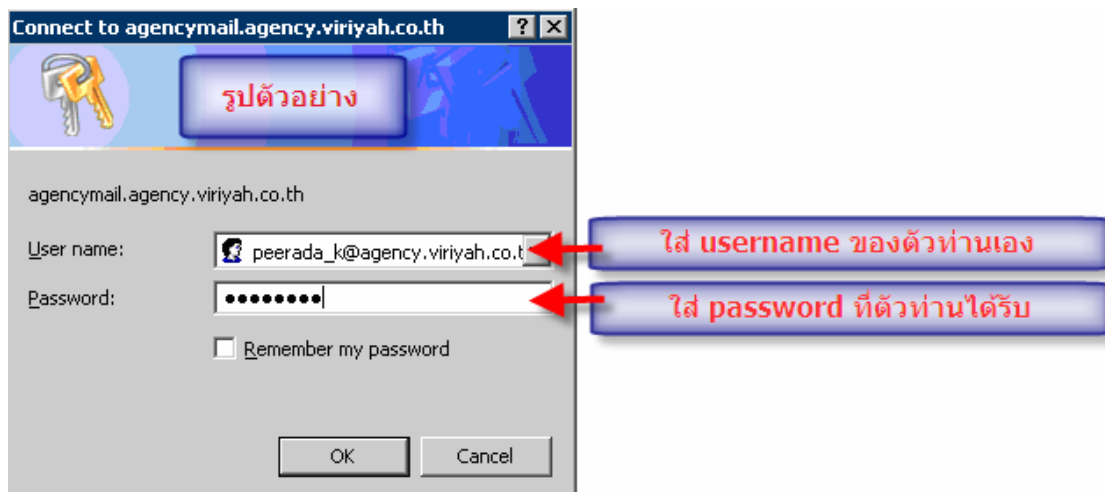 Connect to agencymail.agency.viriyah.co.th
รูปตัวอย่าง
agencymail.agency.viriyah.co.th
User name:
peerada_k@agency.viriyah.co.t
ใส่ username ของตัวท่านเอง
Password:
ใส่ password ที่ตัวท่านได้รับ
Remember my password
OK
Cancel